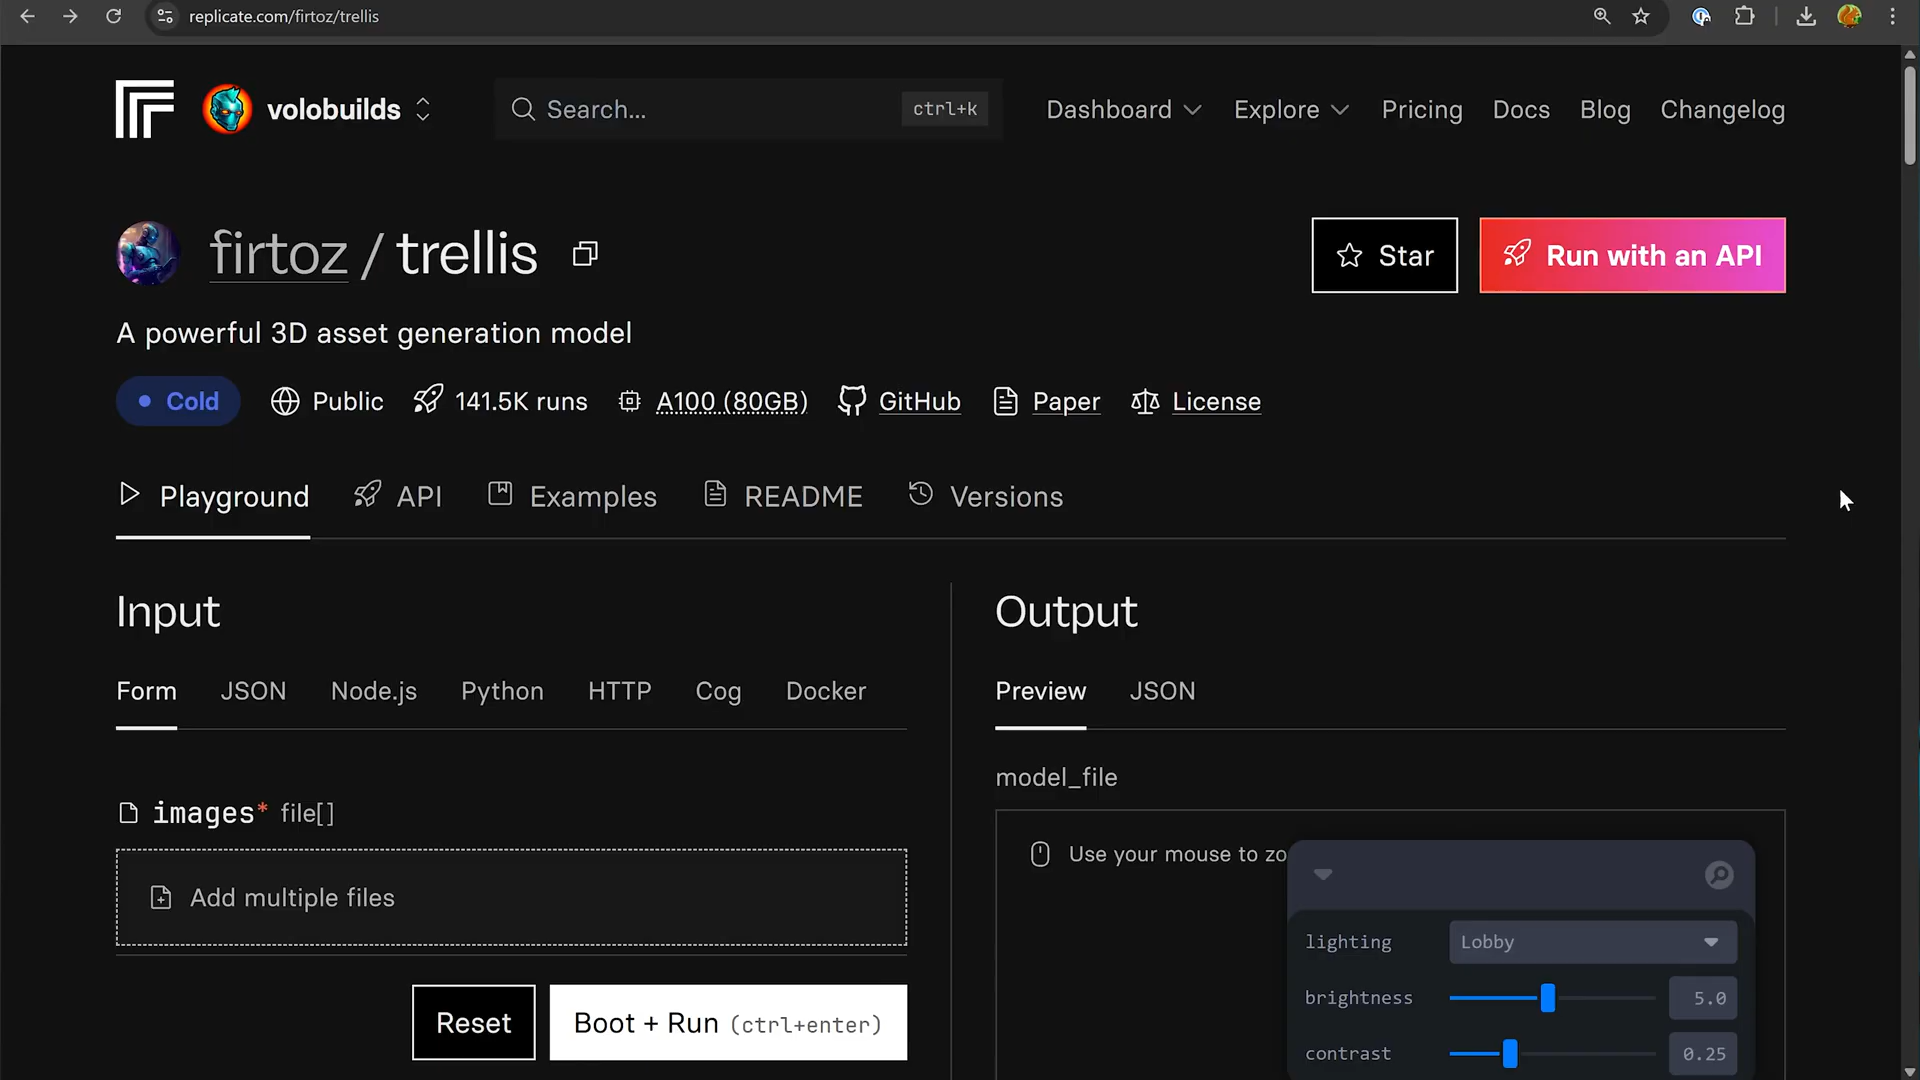 replicate.com/firtoz/trellis
volobuilds
Search...
ctrl+k
Dashboard
Explore
Pricing
Docs
Blog
Changelog
firtoz / trellis
Star
Run with an API
A powerful 3D asset generation model
Cold
Public
141.5K runs
A100 (80GB)
GitHub
Paper
License
Playground
API
Examples
README
Versions
Input
Output
Form
JSON
Node.js
Python
HTTP
Cog
Docker
Preview
JSON
model_file
images* file[]
Use your mouse to zo
Add multiple files
lighting
Lobby
brightness
5.0
Reset
Boot + Run (ctrl+enter)
contrast
0.25